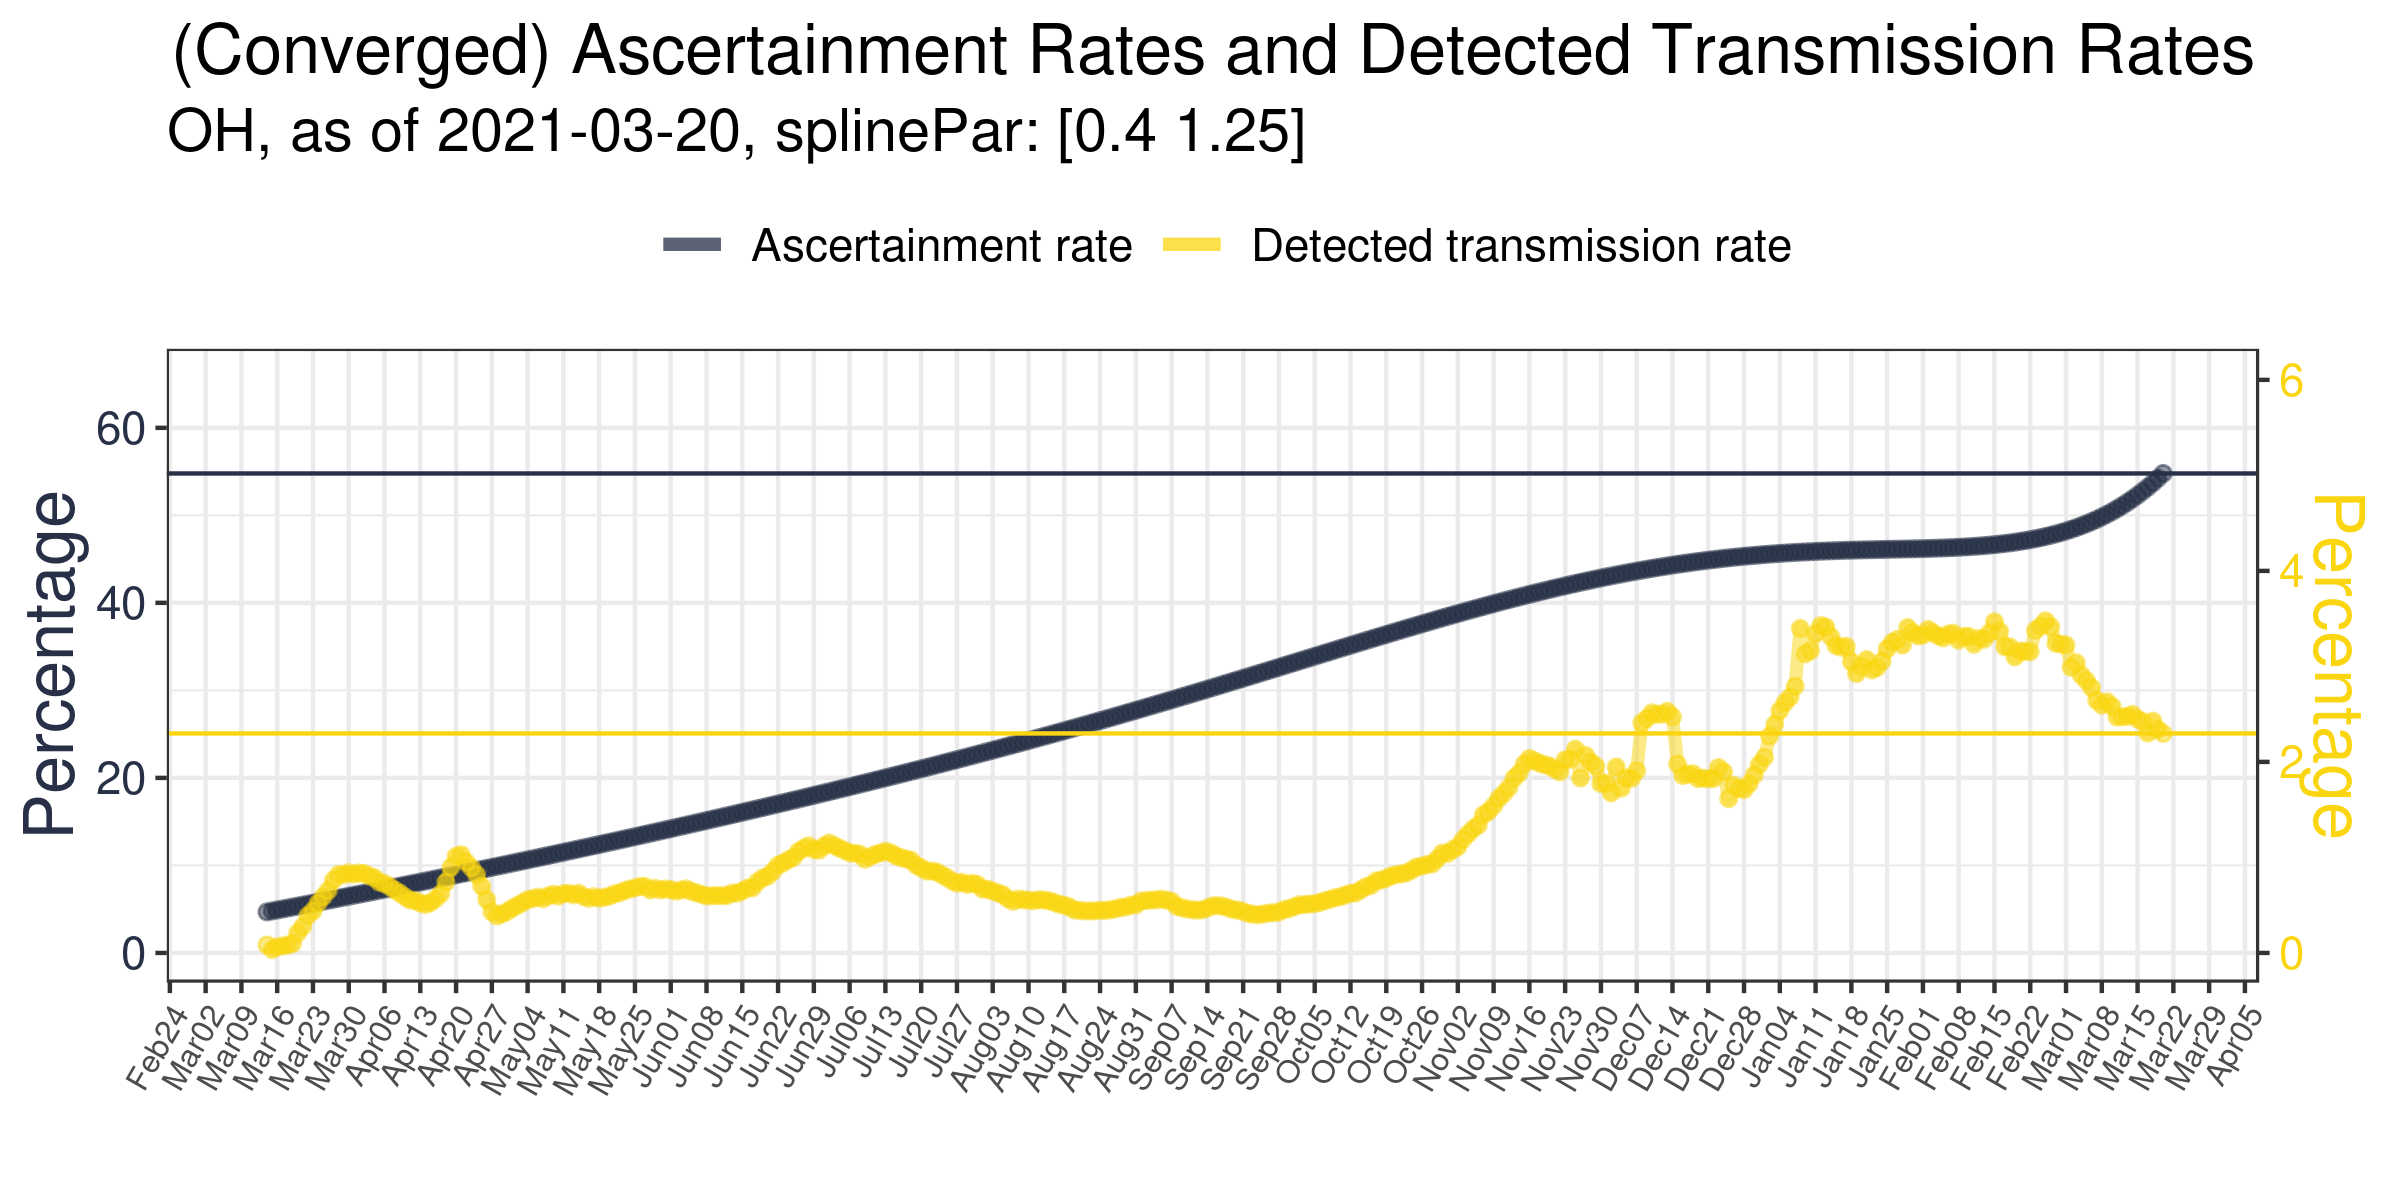 (Converged) Ascertainment Rates and Detected Transmission Rates
OH, as of 2021-03-20, splinePar: [0.4 1.25]
Ascertainment rate Detected transmission rate
Percentage
60
40
20
0
6
4
2
0
Percentage
Feb24 Mar02 Mar09 Mar16 Mar23 Mar30 Apr06 Apr13 Apr20 Apr27 May04 May11 May18 May25 Jun01 Jun08 Jun15 Jun22 Jun29 Jul06 Jul13 Jul20 Jul27 Aug03 Aug10 Aug17 Aug24 Aug31 Sep07 Sep14 Sep21 Sep28 Oct05 Oct12 Oct19 Oct26 Nov02 Nov09 Nov16 Nov23 Nov30 Dec07 Dec14 Dec21 Dec28 Jan04 Jan11 Jan18 Jan25 Feb01 Feb08 Feb15 Feb22 Mar01 Mar08 Mar15 Mar22 Mar29 Apr05